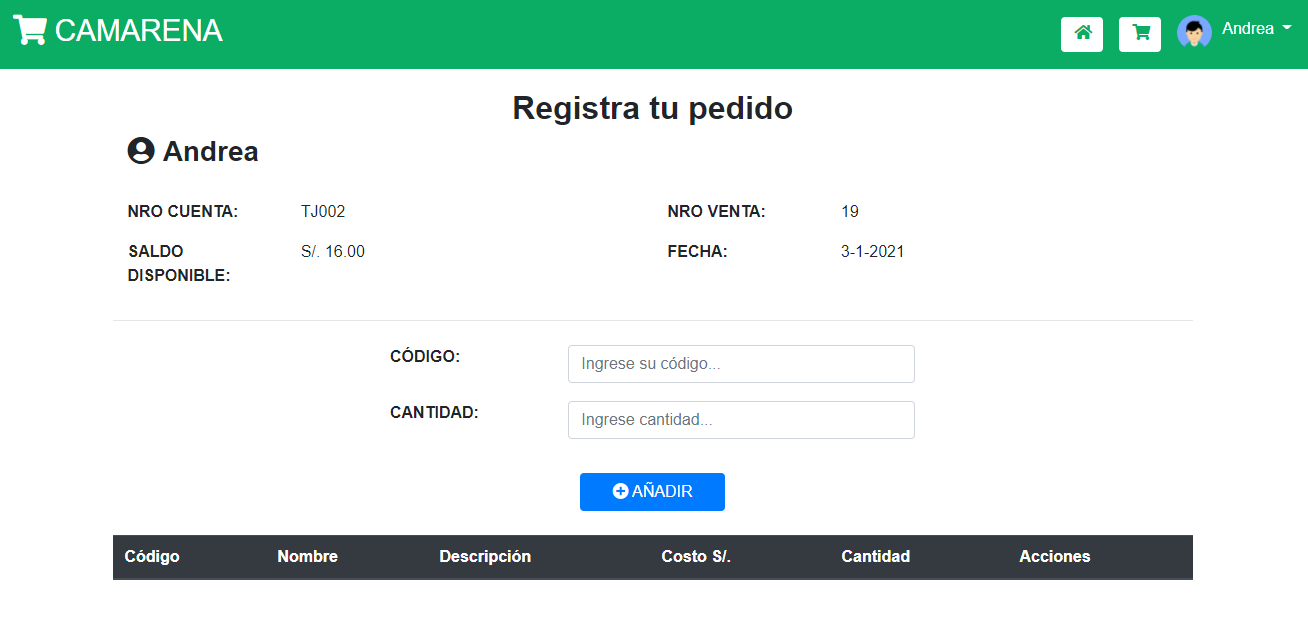 CAMARENA
Andrea
Registra tu pedido
Andrea
NRO CUENTA: TJ002 NRO VENTA: 19
SALDO DISPONIBLE: S/. 16.00 FECHA: 3-1-2021
CÓDIGO: Ingrese su código...
CANTIDAD: Ingrese cantidad...
AÑADIR
Código Nombre Descripción Costo S/. Cantidad Acciones